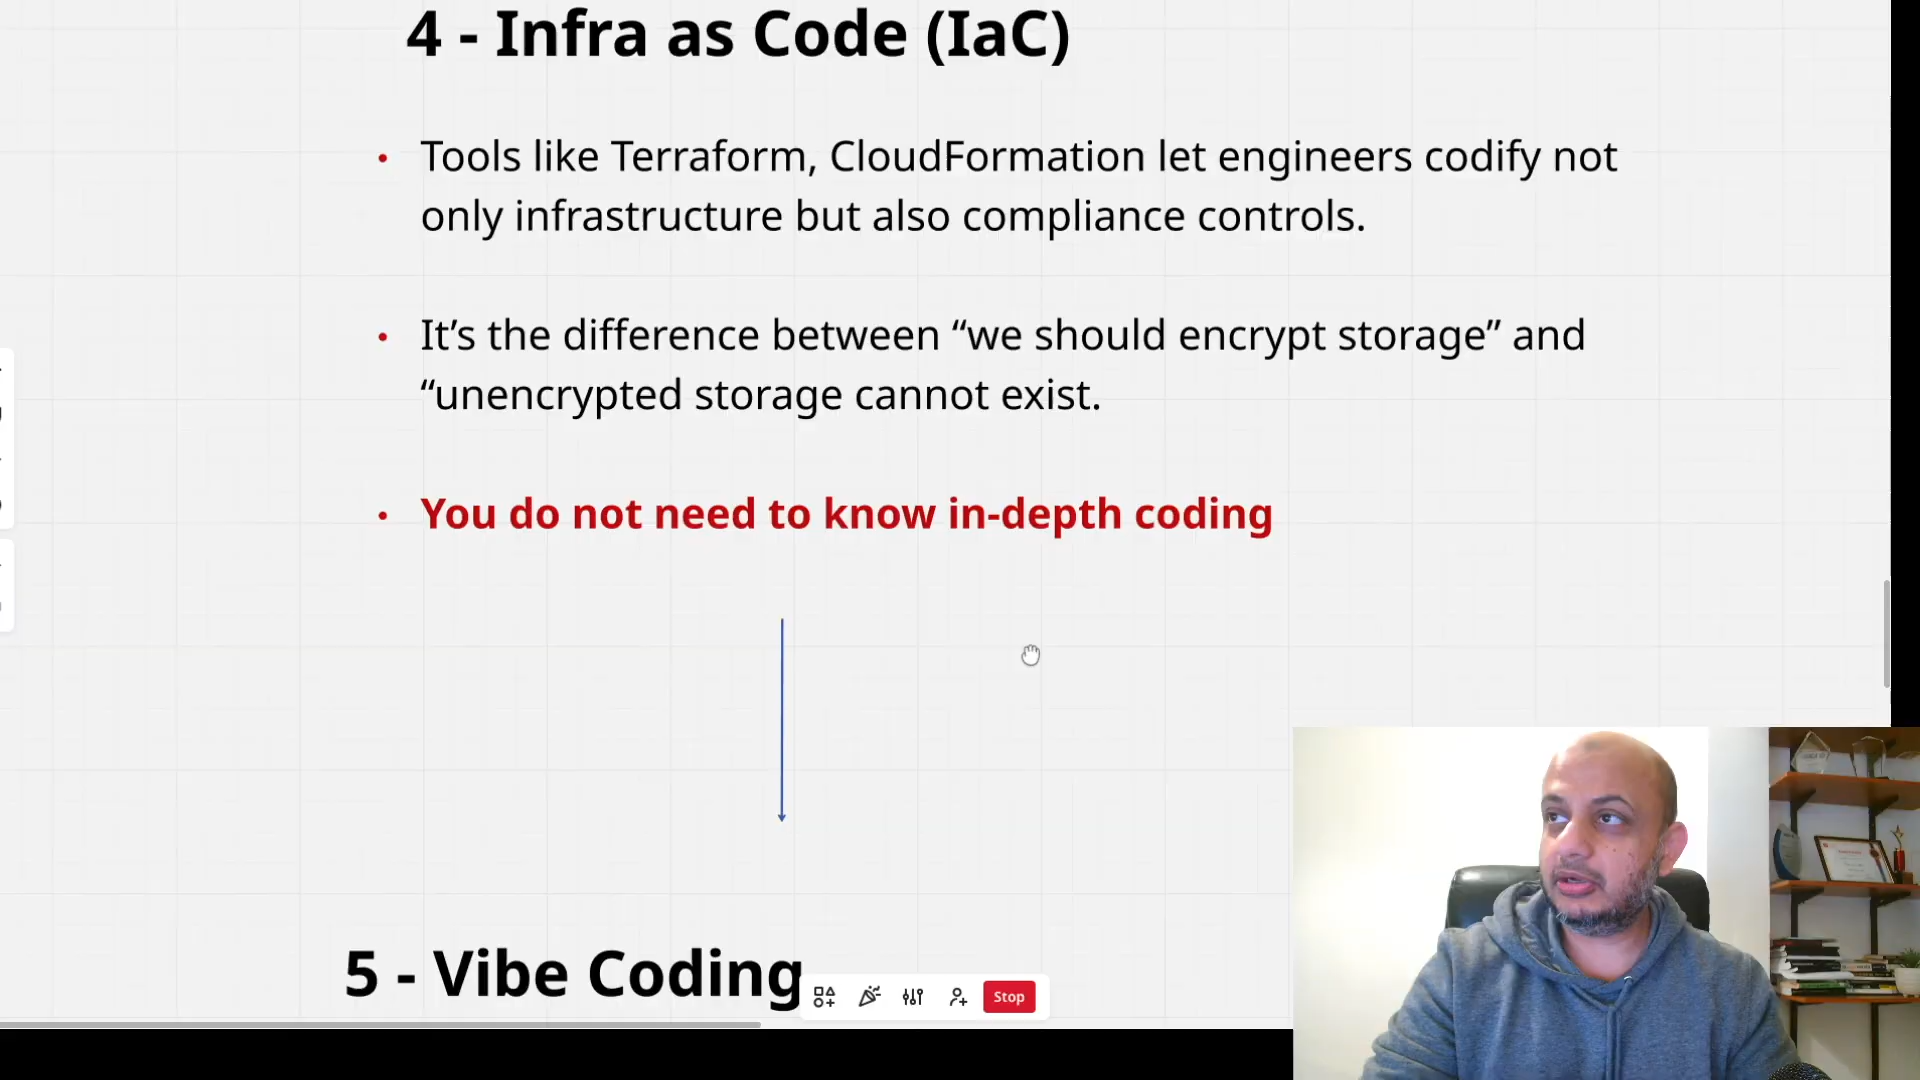 4 - Infra as Code (IaC)
• Tools like Terraform, CloudFormation let engineers codify not
only infrastructure but also compliance controls.
• It’s the difference between “we should encrypt storage” and
“unencrypted storage cannot exist.
• You do not need to know in-depth coding
5 - Vibe Coding
Stop